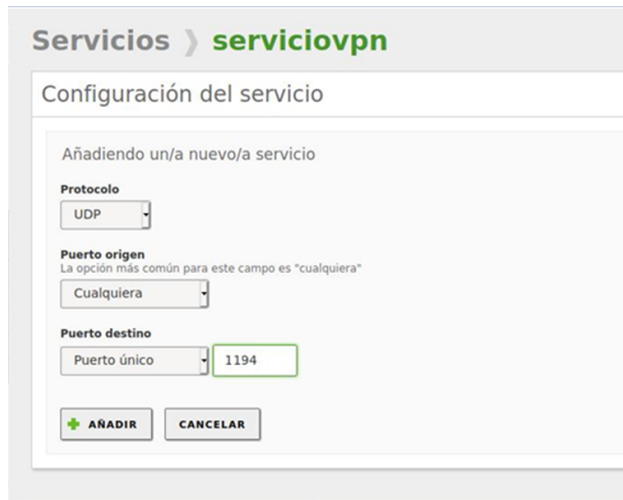 Servicios ⟩ serviciovpn
Configuración del servicio
Añadiendo un/a nuevo/a servicio
Protocolo
UDP
Puerto origen
La opción más común para este campo es "cualquiera"
Cualquiera
Puerto destino
Puerto único 1194
AÑADIR CANCELAR